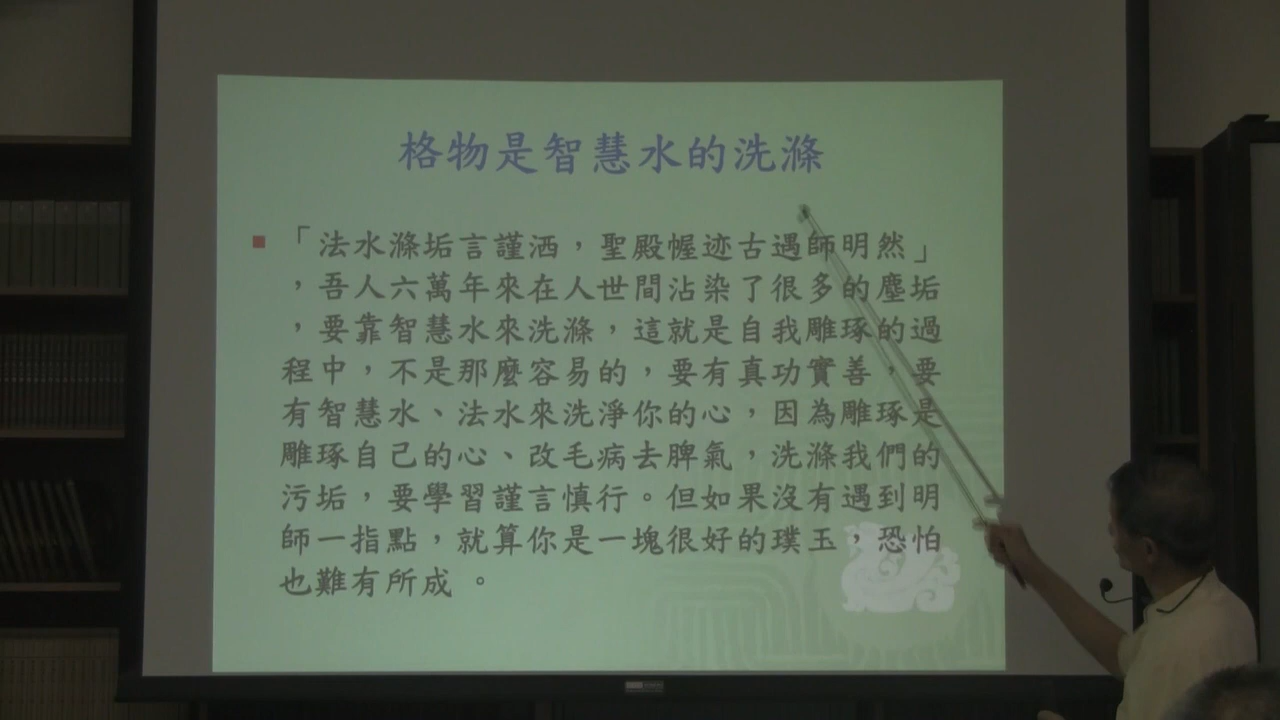 格物是智慧水的洗滌
「法水滌垢言謹洒，聖殿幄迹古遇師明然」
，吾人六萬年來在人世間沾染了很多的塵垢
，要靠智慧水來洗滌，這就是自我雕琢的過
程中，不是那麼容易的，要有真功實善，要
有智慧水、法水來洗淨你的心，因為雕琢是
雕琢自己的心、改毛病去脾氣，洗滌我們的
污垢，要學習謹言慎行。但如果沒有遇到明
師一指點，就算你是一塊很好的璞玉，恐怕
也難有所成 。